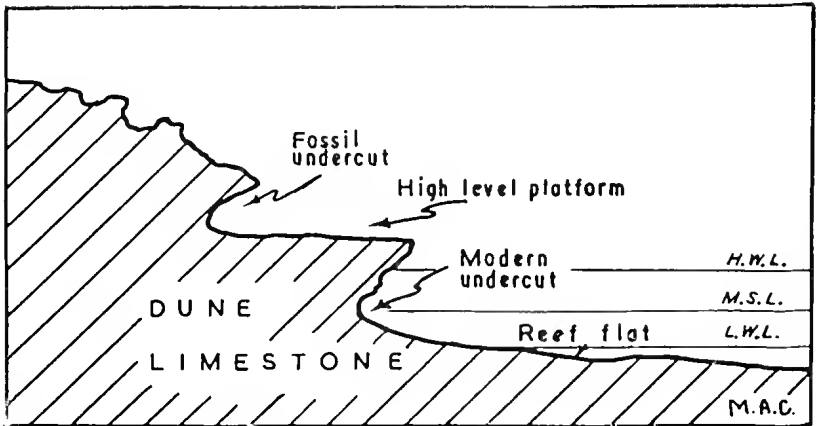 Fossil
undercut
High level platform
Modern
undercut
H.W.L.
M.S.L.
L.W.L.
Reef flat
DUNE
LIMESTONE
M.A.C.